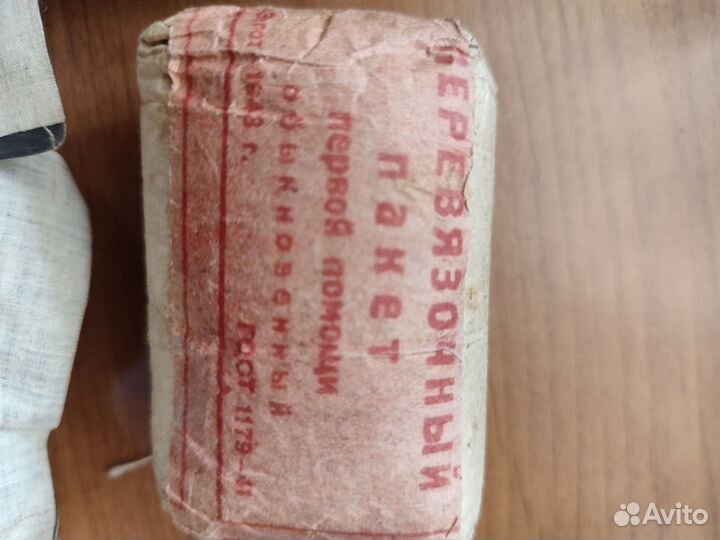 ПЕРЕВЯЗОЧНЫЙ
пакет
первой помощи
обыкновенный
ГОСТ 1179-41
1943 г.
Avito